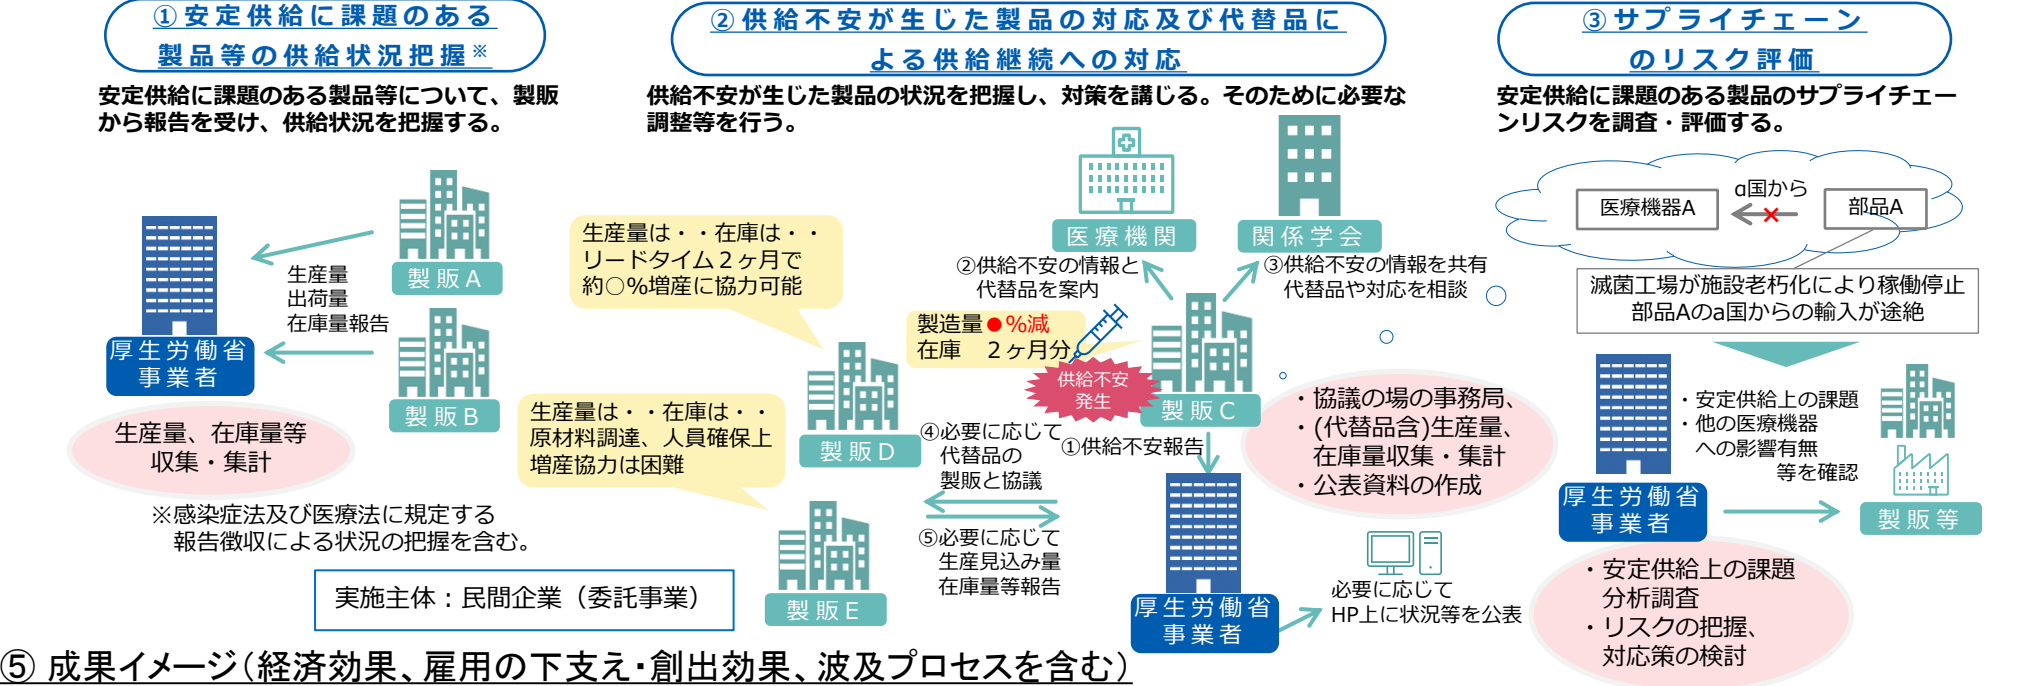 ①安定供給に課題のある
製品等の供給状況把握※
安定供給に課題のある製品等について、製販
から報告を受け、供給状況を把握する。
製販A
生産量
出荷量
在庫量報告
製販B
厚生労働省
事業者
生産量、在庫量等
収集・集計
※感染症法及び医療法に規定する
報告徴収による状況の把握を含む。
実施主体：民間企業（委託事業）
②供給不安が生じた製品の対応及び代替品に
よる供給継続への対応
供給不安が生じた製品の状況を把握し、対策を講じる。そのために必要な
調整等を行う。
医療機関
関係学会
②供給不安の情報と
代替品を案内
③供給不安の情報を共有
代替品や対応を相談
生産量は・・在庫は・・
リードタイム２ヶ月で
約○%増産に協力可能
製造量●%減
在庫　２ヶ月分
供給不安
発生
製販C
生産量は・・在庫は・・
原材料調達、人員確保上
増産協力は困難
製販D
④必要に応じて
代替品の
製販と協議
①供給不安報告
⑤必要に応じて
生産見込み量
在庫量等報告
製販E
・協議の場の事務局、
・(代替品含)生産量、
在庫量収集・集計
・公表資料の作成
厚生労働省
事業者
必要に応じて
HP上に状況等を公表
③サプライチェーン
のリスク評価
安定供給に課題のある製品のサプライチェー
ンリスクを調査・評価する。
医療機器A
α国から
部品A
滅菌工場が施設老朽化により稼働停止
部品Aのa国からの輸入が途絶
・安定供給上の課題
・他の医療機器
への影響有無
等を確認
厚生労働省
事業者
製販等
・安定供給上の課題
分析調査
・リスクの把握、
対応策の検討
⑤ 成果イメージ（経済効果、雇用の下支え・創出効果、波及プロセスを含む）